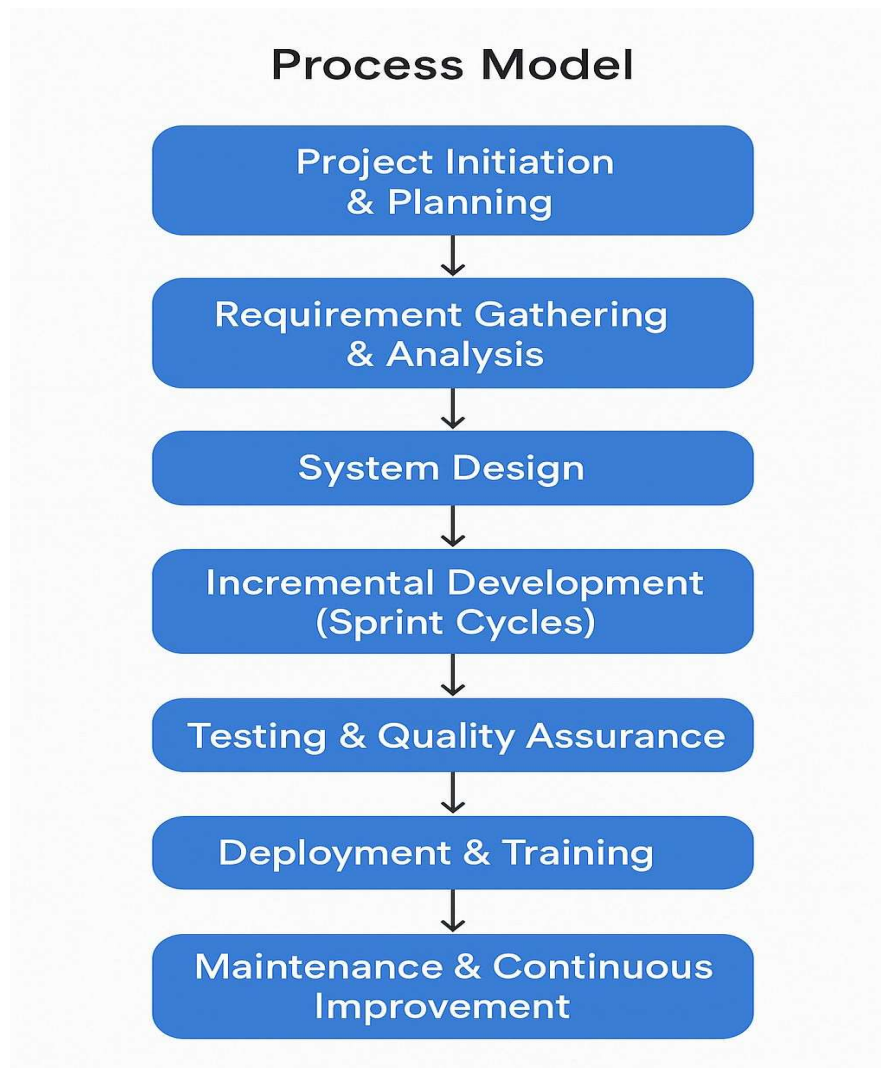 Process Model
Project Initiation
& Planning
Requirement Gathering
& Analysis
System Design
Incremental Development
(Sprint Cycles)
Testing & Quality Assurance
Deployment & Training
Maintenance & Continuous
Improvement